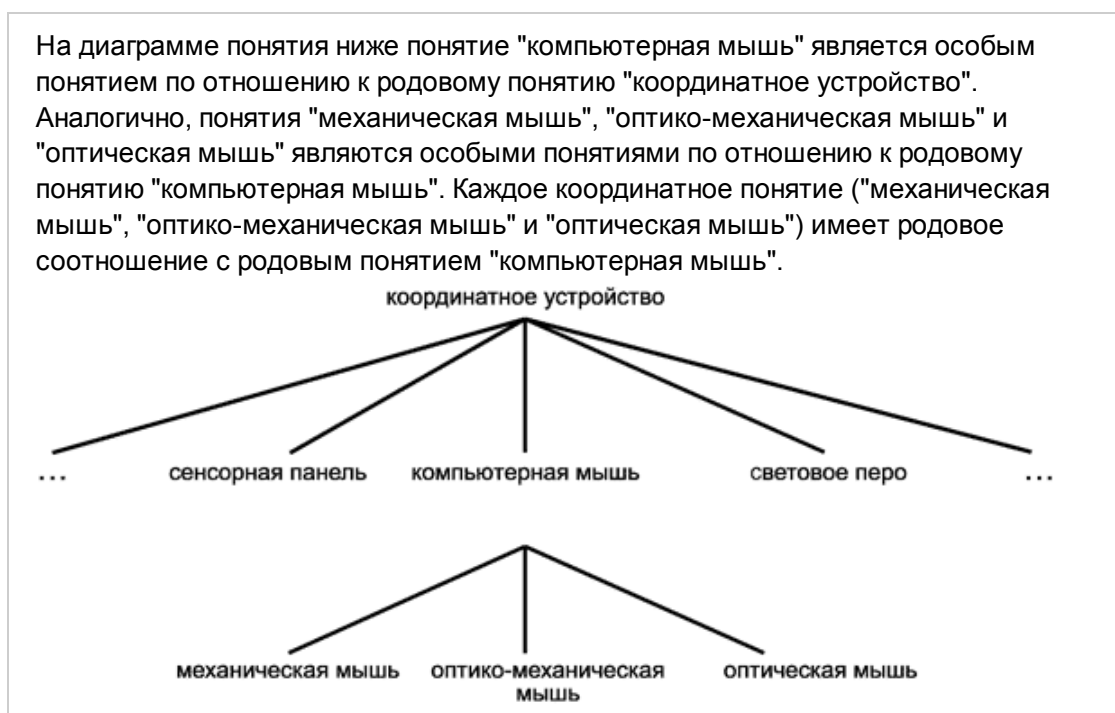 На диаграмме понятия ниже понятие "компьютерная мышь" является особым
понятием по отношению к родовому понятию "координатное устройство".
Аналогично, понятия "механическая мышь", "оптико-механическая мышь" и
"оптическая мышь" являются особыми понятиями по отношению к родовому
понятию "компьютерная мышь". Каждое координатное понятие ("механическая
мышь", "оптико-механическая мышь" и "оптическая мышь") имеет родовое
соотношение с родовым понятием "компьютерная мышь".
координатное устройство
... сенсорная панель компьютерная мышь световое перо ...
механическая мышь оптико-механическая оптическая мышь
мышь